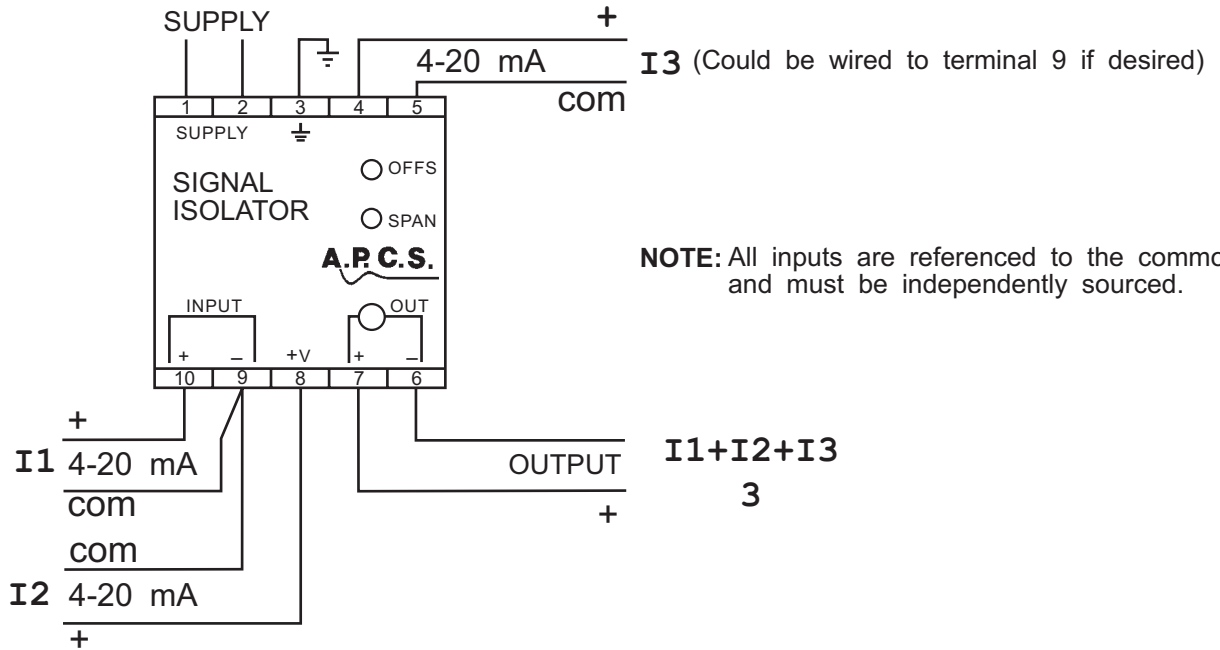 SUPPLY
+
4-20 mA
I3 (Could be wired to terminal 9 if desired)
com
1 2 3 4 5
SUPPLY
OFFS
SIGNAL
ISOLATOR
SPAN
A.P.C.S.
NOTE: All inputs are referenced to the
and must be independently sourced.
INPUT
OUT
+ – +V + –
10 9 8 7 6
+
I1 4-20 mA
com
com
I2 4-20 mA
+
OUTPUT
+
I1+I2+I3
3